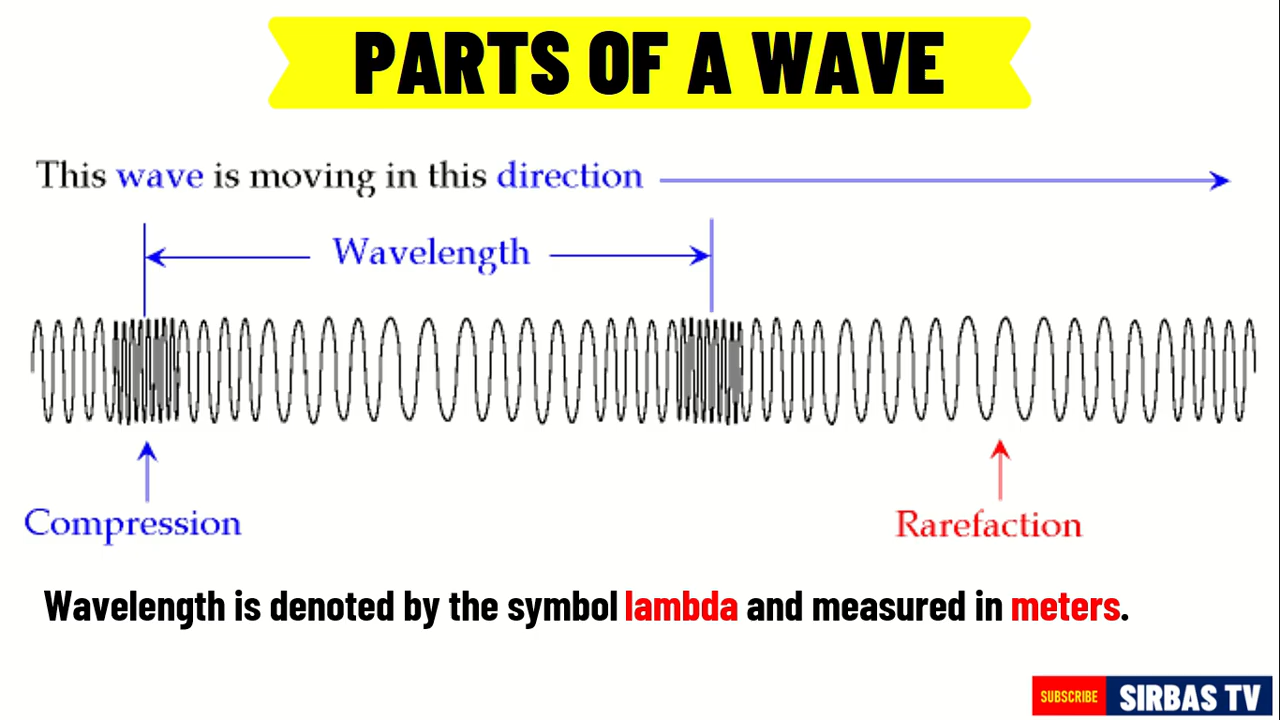 PARTS OF A WAVE
This wave is moving in this direction
Wavelength
Compression
Rarefaction
Wavelength is denoted by the symbol lambda and measured in meters.
SUBSCRIBE SIRBAS TV